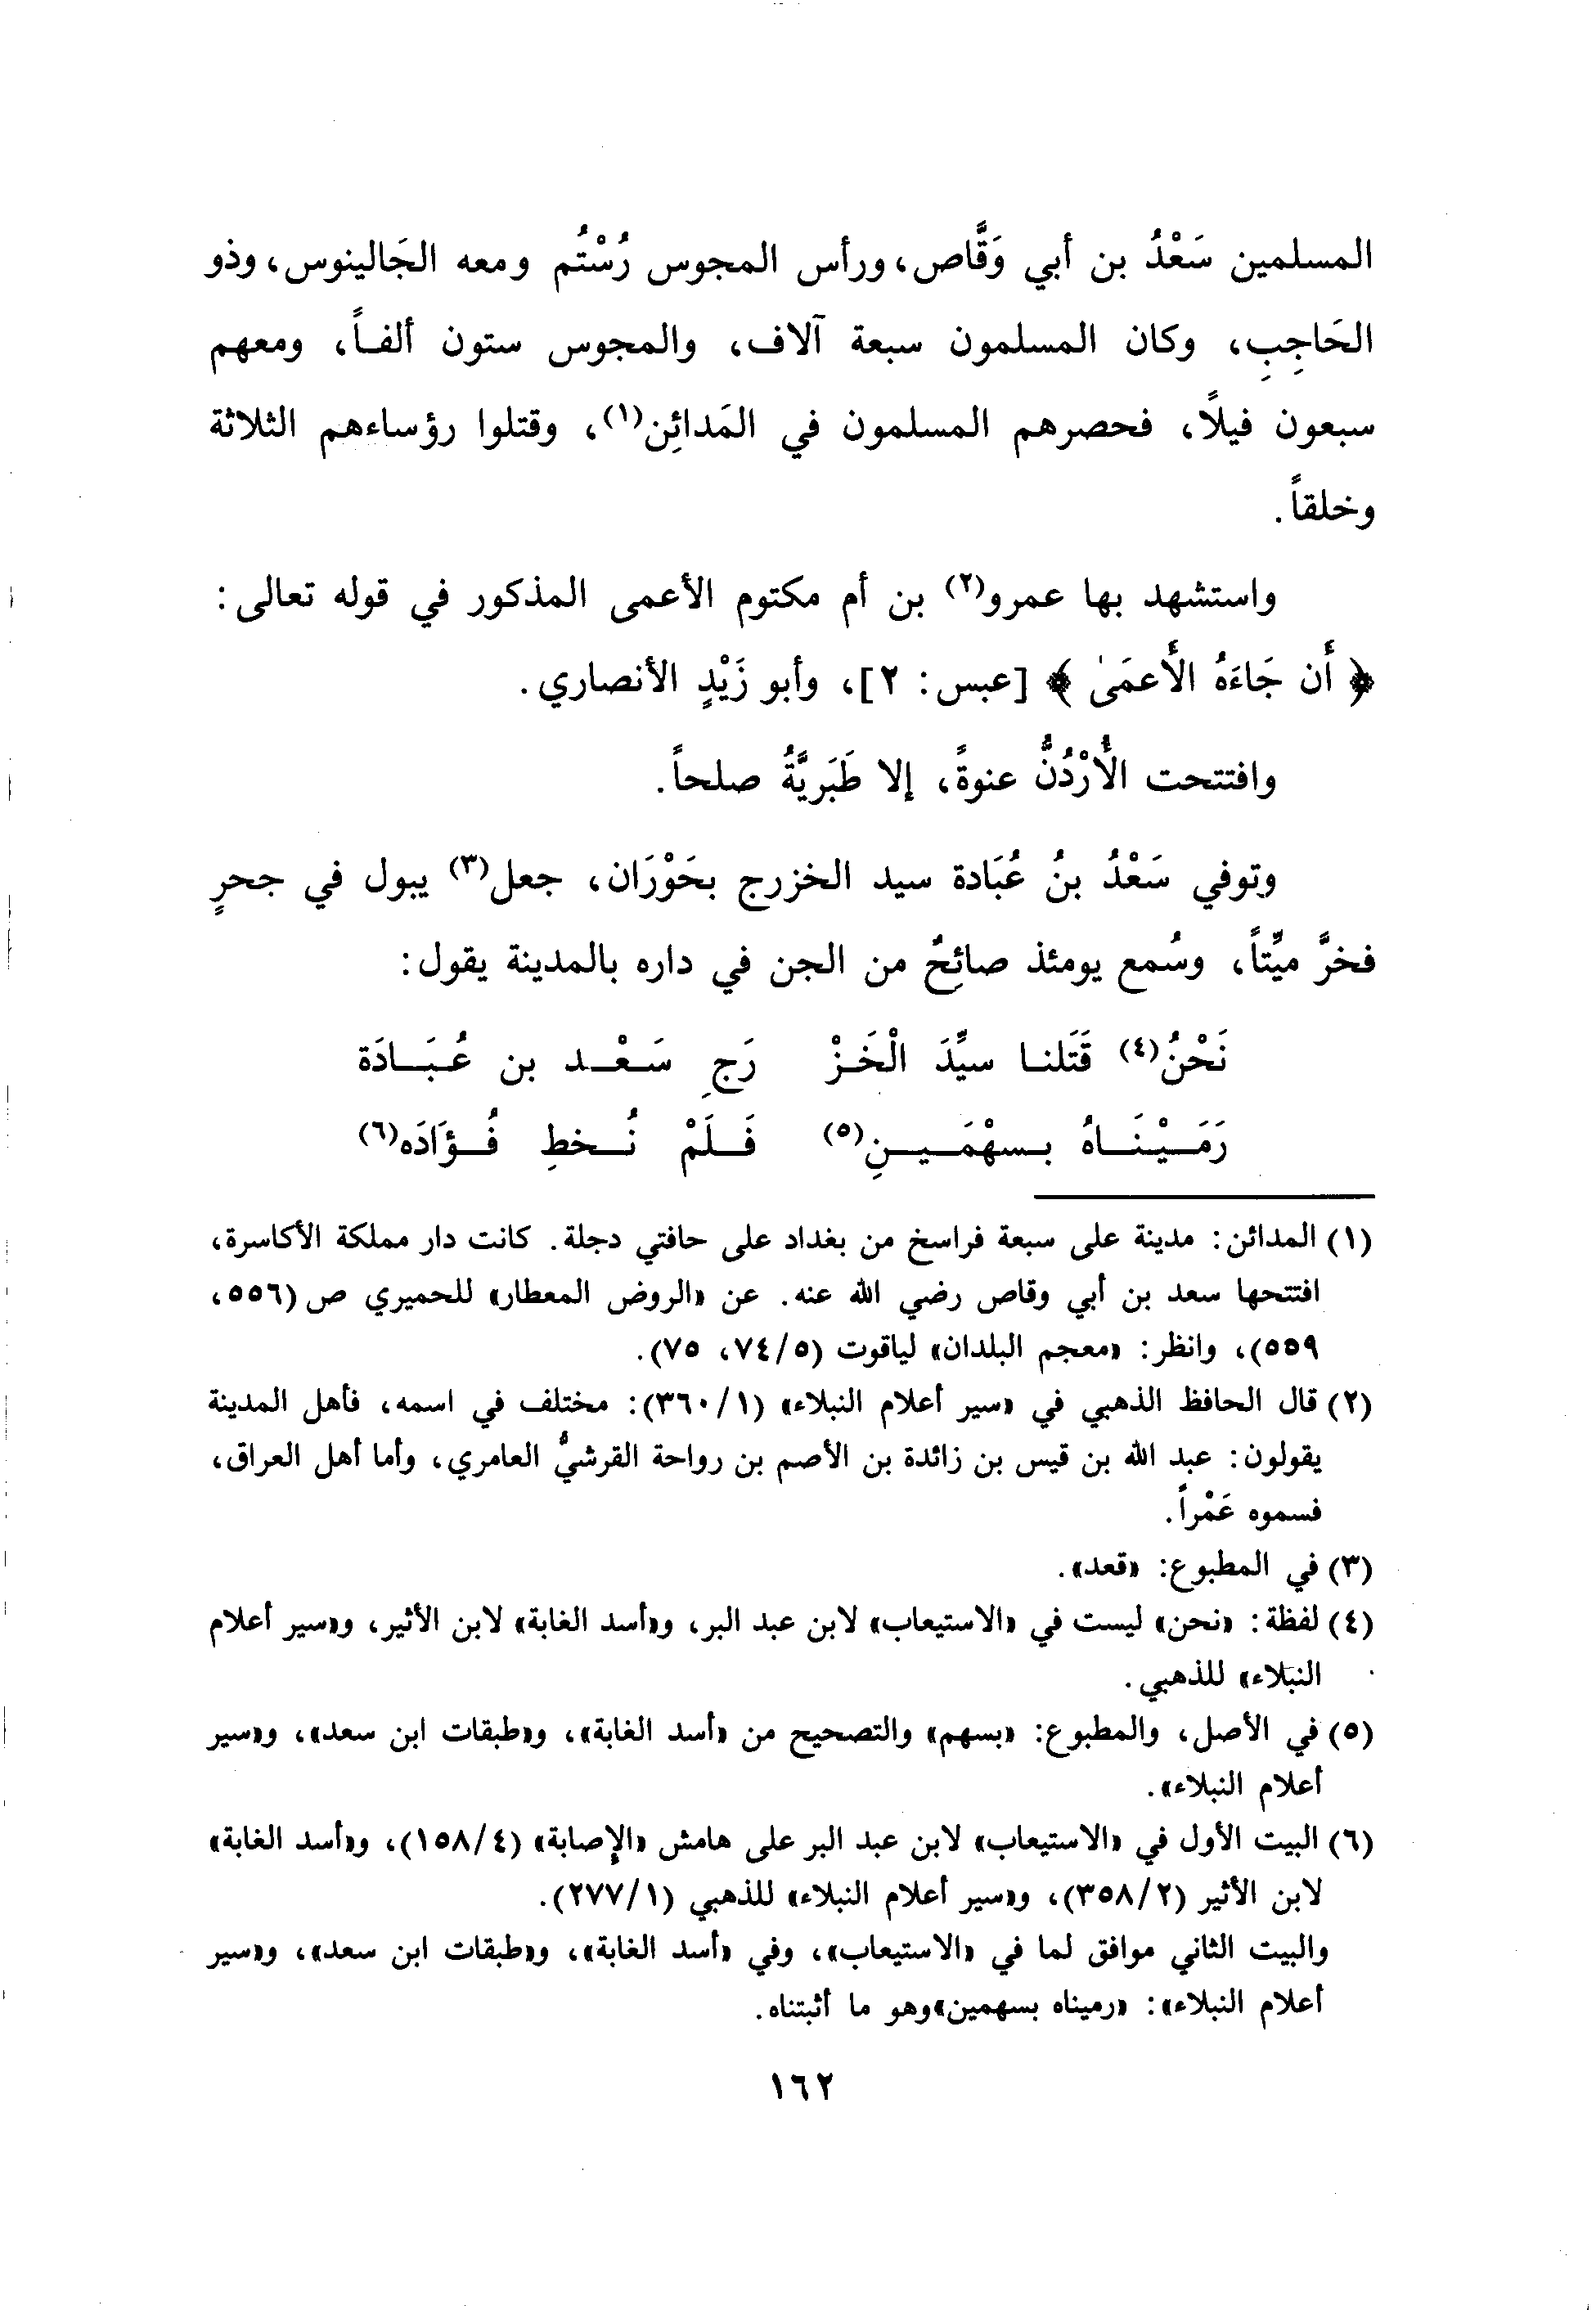 المسلمين سَعْدُ بن أبي وَقَّاص، ورأس المجوس رُسْتُم ومعه الجَالينوس، وذو
الحَاجِبِ، وكان المسلمون سبعة آلاف، والمجوس ستون ألفاً، ومعهم
سبعون فيلًا، فحصرهم المسلمون في المَدائِن(١)، وقتلوا رؤساءهم الثلاثة
وخلقاً.
واستشهد بها عمرو(٢) بن أم مكتوم الأعمى المذكور في قوله تعالى:
﴿ أَن جَاءَهُ الأَعمَىٰ ﴾ [عبس: ٢]، وأبو زَيْدٍ الأنصاري.
وافتتحت الأُرْدُنُّ عنوةً، إلا طَبَريَّةُ صلحاً.
وتوفي سَعْدُ بنُ عُبَادة سيد الخزرج بحَوْرَان، جعل(٣) يبول في جحرٍ
فخرَّ ميِّتاً، وسُمع يومئذ صائحٌ من الجن في داره بالمدينة يقول:
نَحْنُ(٤) قَتَلنا سيِّدَ الْخَزْ رَجِ سَعْد بن عُبَادَة
رَمَيْنَاهُ بسهْمَينِ(٥) فَلَمْ نُخطِ فُؤَادَه(٦)
(١) المدائن: مدينة على سبعة فراسخ من بغداد على حافتي دجلة. كانت دار مملكة الأكاسرة،
افتتحها سعد بن أبي وقاص رضي الله عنه. عن «الروض المعطار» للحميري ص (٥٥٦،
٥٥٩)، وانظر: «معجم البلدان» لياقوت (٧٤/٥، ٧٥).
(٢) قال الحافظ الذهبي في «سير أعلام النبلاء» (٣٦٠/١): مختلف في اسمه، فأهل المدينة
يقولون: عبد الله بن قيس بن زائدة بن الأصم بن رواحة القرشيُّ العامري، وأما أهل العراق،
فسموه عَمْراً.
(٣) في المطبوع: «قعد».
(٤) لفظة: «نحن» ليست في «الاستيعاب» لابن عبد البر، و«أسد الغابة» لابن الأثير، و«سير أعلام
النبلاء» للذهبي.
(٥) في الأصل، والمطبوع: «بسهم» والتصحيح من «أسد الغابة»، و«طبقات ابن سعد»، و«سير
أعلام النبلاء».
(٦) البيت الأول في «الاستيعاب» لابن عبد البر على هامش «الإصابة» (١٥٨/٤)، و«أسد الغابة»
لابن الأثير (٣٥٨/٢)، و«سير أعلام النبلاء» للذهبي (٢٧٧/١).
والبيت الثاني موافق لما في «الاستيعاب»، وفي «أسد الغابة»، و«طبقات ابن سعد»، و«سير
أعلام النبلاء»: «رميناه بسهمين»وهو ما أثبتناه.
١٦٢